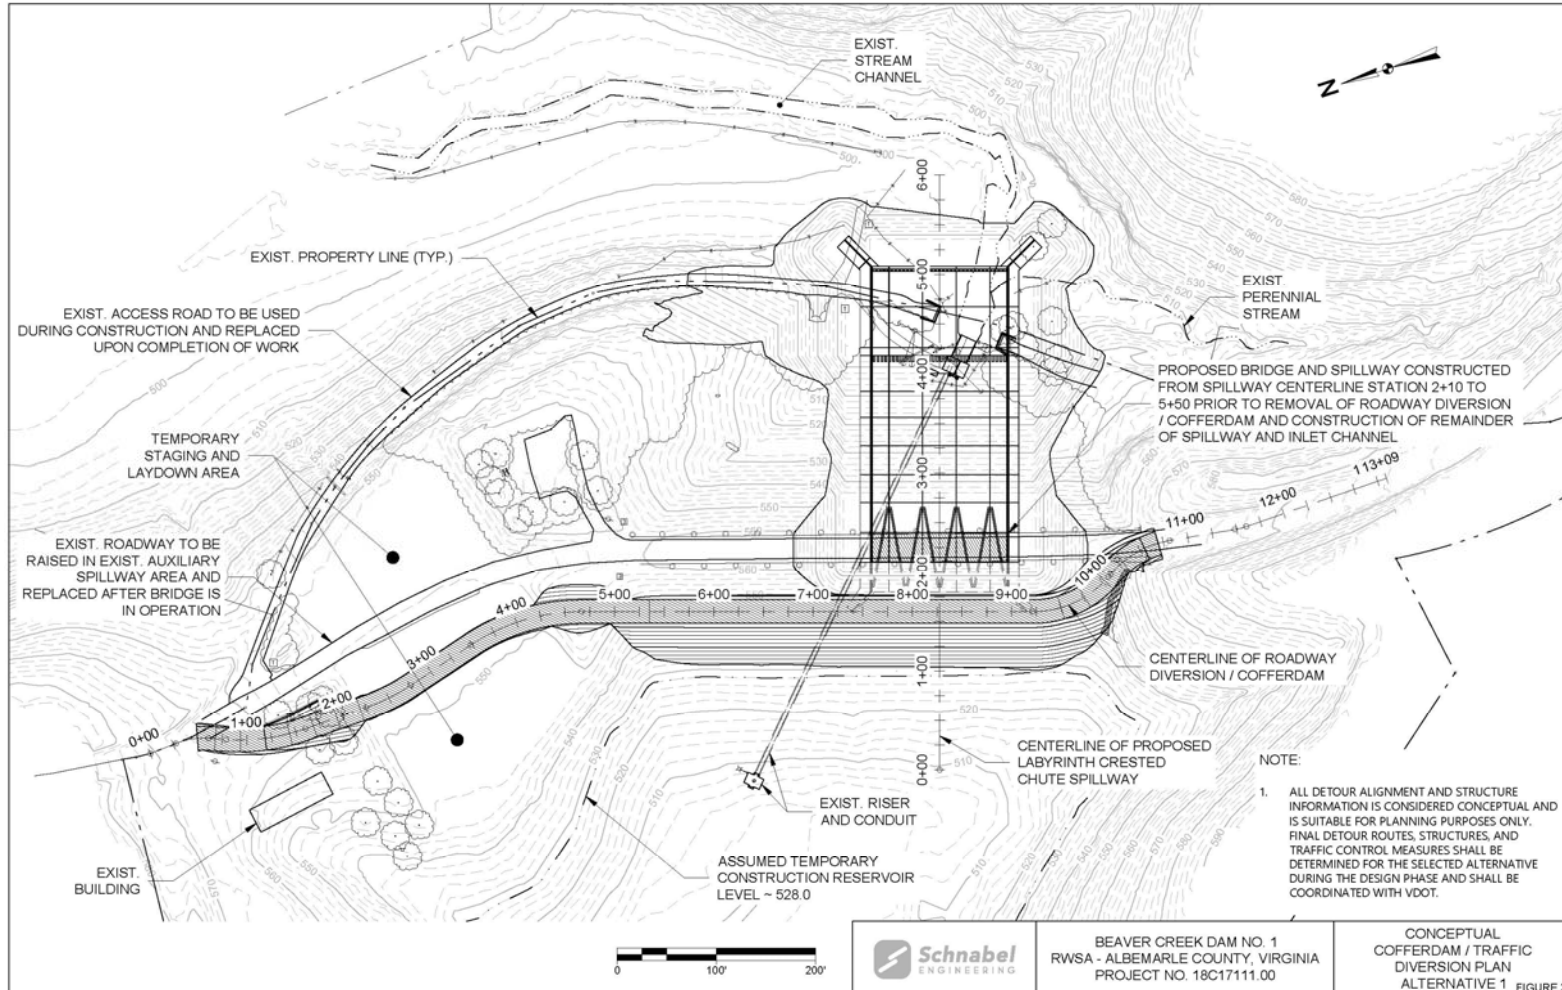 EXIST.
STREAM
CHANNEL
N
530
520
510
500
6+00
EXIST. PROPERTY LINE (TYP.)
5+00
EXIST.
PERENNIAL
STREAM
EXIST. ACCESS ROAD TO BE USED
DURING CONSTRUCTION AND REPLACED
UPON COMPLETION OF WORK
4+00
PROPOSED BRIDGE AND SPILLWAY CONSTRUCTED
FROM SPILLWAY CENTERLINE STATION 2+10 TO
5+50 PRIOR TO REMOVAL OF ROADWAY DIVERSION
/ COFFERDAM AND CONSTRUCTION OF REMAINDER
OF SPILLWAY AND INLET CHANNEL
TEMPORARY
STAGING AND
LAYDOWN AREA
3+00
EXIST. ROADWAY TO BE
RAISED IN EXIST. AUXILIARY
SPILLWAY AREA AND
REPLACED AFTER BRIDGE IS
IN OPERATION
2+00
1+00
0+00
0+00
1+00
2+00
3+00
4+00
5+00
6+00
7+00
8+00
9+00
10+00
11+00
12+00
13+09
CENTERLINE OF ROADWAY
DIVERSION / COFFERDAM
CENTERLINE OF PROPOSED
LABYRINTH CRESTED
CHUTE SPILLWAY
EXIST. RISER
AND CONDUIT
ASSUMED TEMPORARY
CONSTRUCTION RESERVOIR
LEVEL ~ 528.0
EXIST.
BUILDING
NOTE:
1. ALL DETOUR ALIGNMENT AND STRUCTURE
INFORMATION IS CONSIDERED CONCEPTUAL AND
IS SUITABLE FOR PLANNING PURPOSES ONLY.
FINAL DETOUR ROUTES, STRUCTURES, AND
TRAFFIC CONTROL MEASURES SHALL BE
DETERMINED FOR THE SELECTED ALTERNATIVE
DURING THE DESIGN PHASE AND SHALL BE
COORDINATED WITH VDOT.
0 100' 200'
Schnabel
ENGINEERING
BEAVER CREEK DAM NO. 1
RWSA - ALBEMARLE COUNTY, VIRGINIA
PROJECT NO. 18C17111.00
CONCEPTUAL
COFFERDAM / TRAFFIC
DIVERSION PLAN
ALTERNATIVE 1
FIGURE